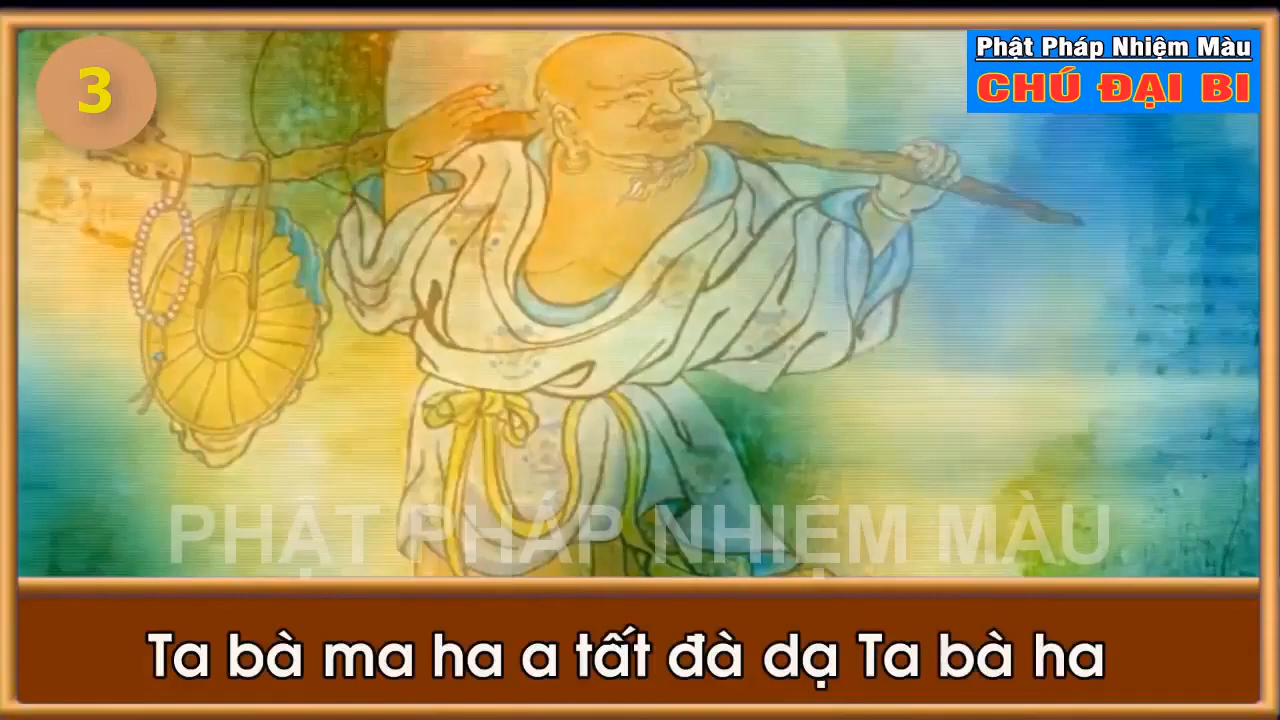 3
Phật Pháp Nhiệm Màu
CHÚ ĐẠI BI
PHẬT PHÁP NHIỆM MÀU
Ta bà ma ha a tất đà dạ Ta bà ha